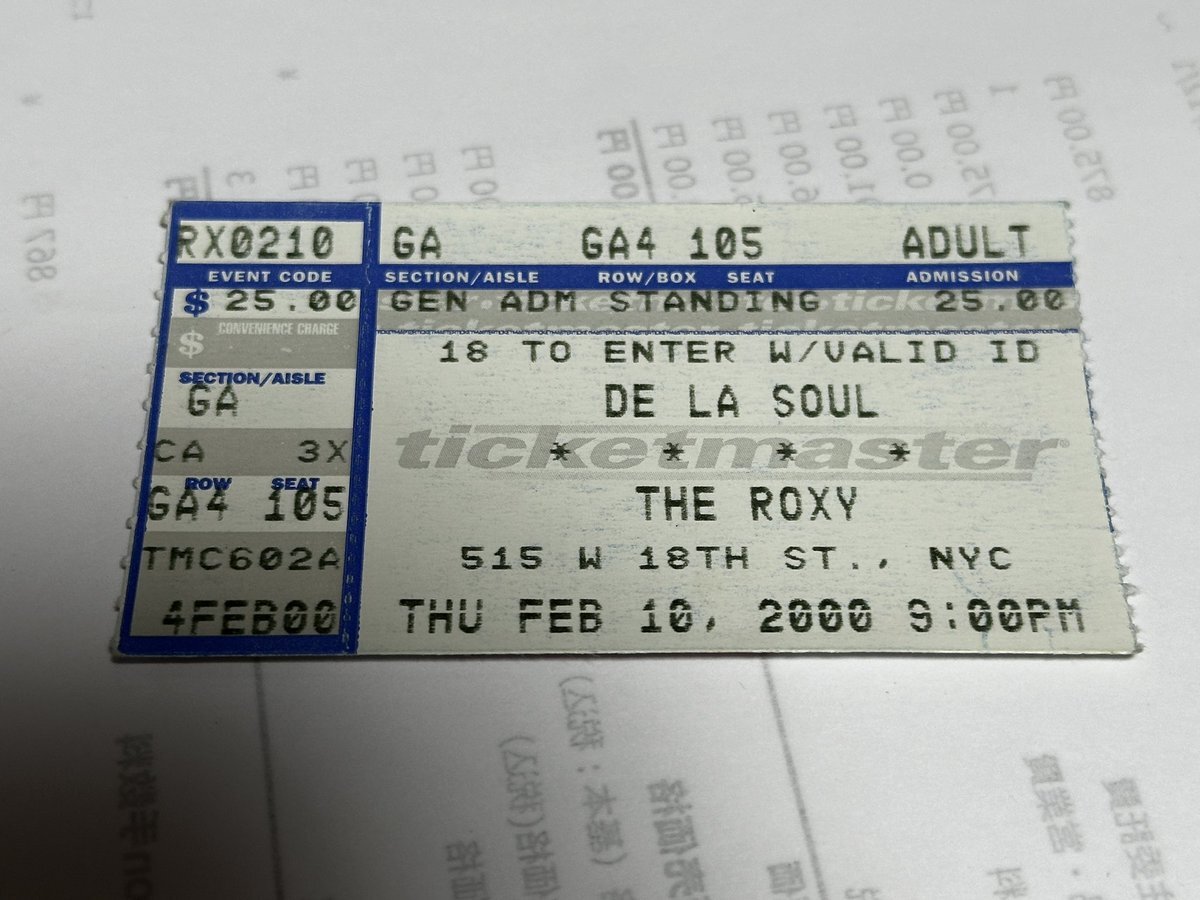 RX0210 GA GA4 105 ADULT
EVENT CODE SECTION/AISLE ROW/BOX SEAT ADMISSION
$ 25.00 GEN ADM STANDING 25.00
CONVENIENCE CHARGE
$
18 TO ENTER W/VALID ID
SECTION/AISLE
GA DE LA SOUL
ticketmaster
CA 3X * * * *
ROW SEAT
GA4 105 THE ROXY
TMC602A 515 W 18TH ST., NYC
4FEB00 THU FEB 10, 2000 9:00PM